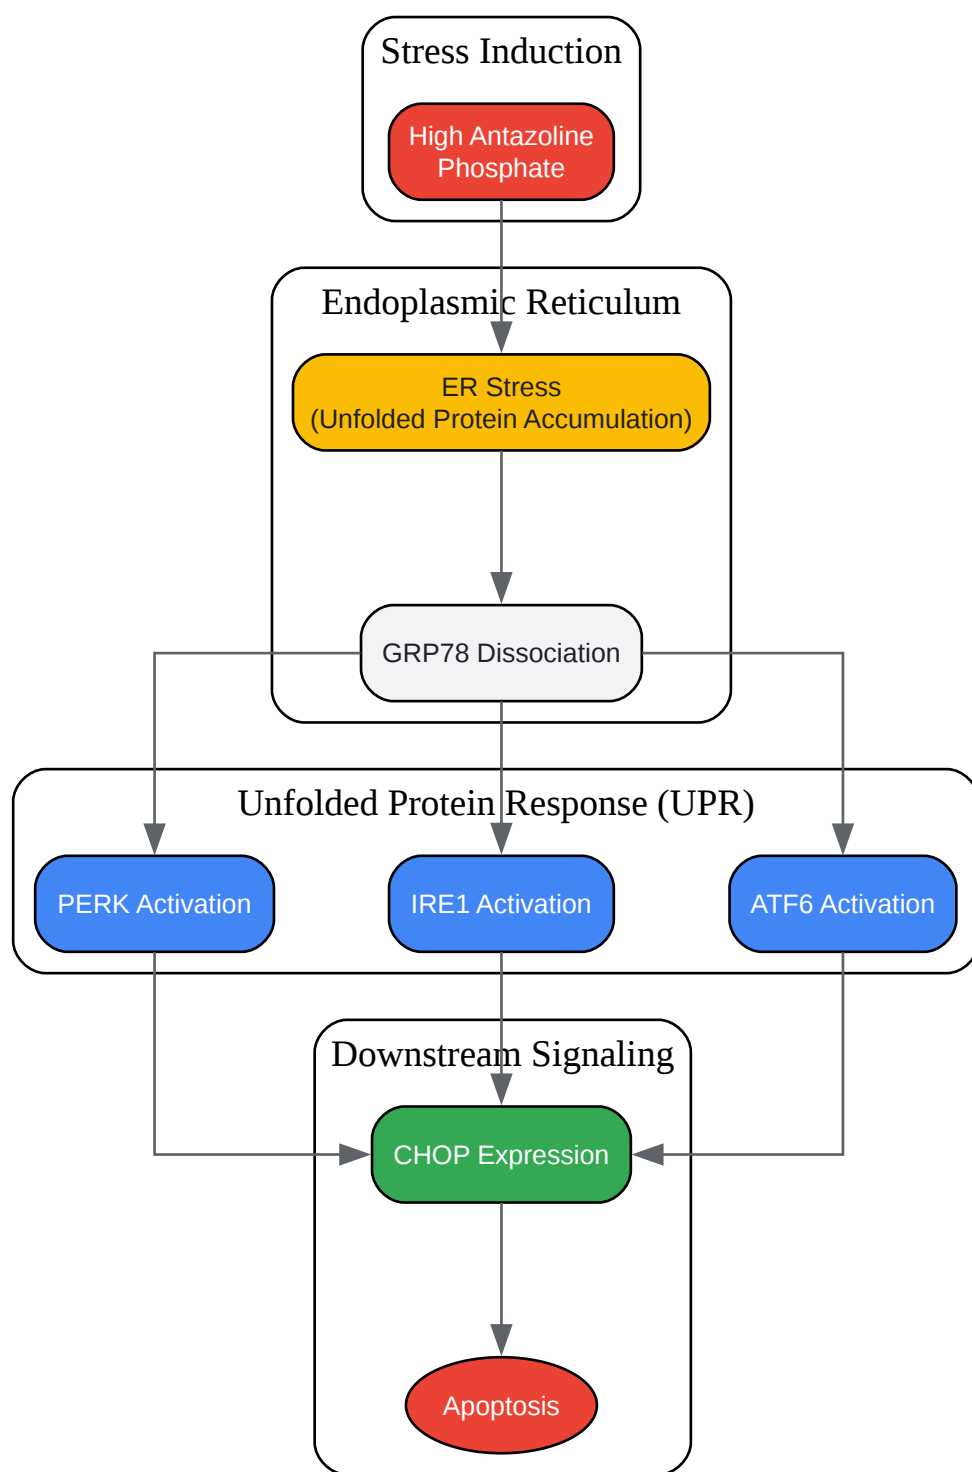 Stress Induction
High Antazoline
Phosphate
Endoplasmic Reticulum
ER Stress
(Unfolded Protein Accumulation)
GRP78 Dissociation
Unfolded Protein Response (UPR)
PERK Activation
IRE1 Activation
ATF6 Activation
Downstream Signaling
CHOP Expression
Apoptosis